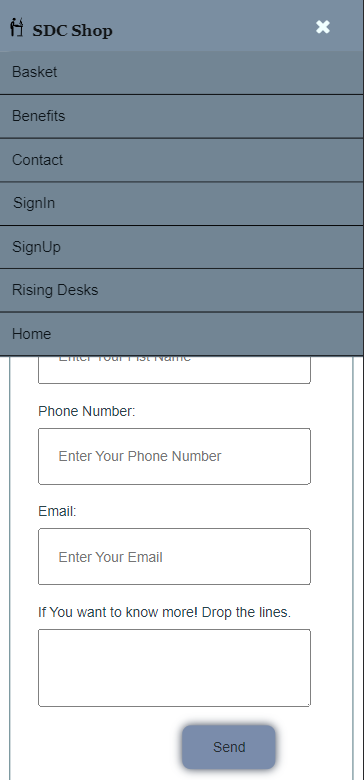 SDC Shop
Basket
Benefits
Contact
SignIn
SignUp
Rising Desks
Home
Enter Your Fist Name
Phone Number:
Enter Your Phone Number
Email:
Enter Your Email
If You want to know more! Drop the lines.
Send